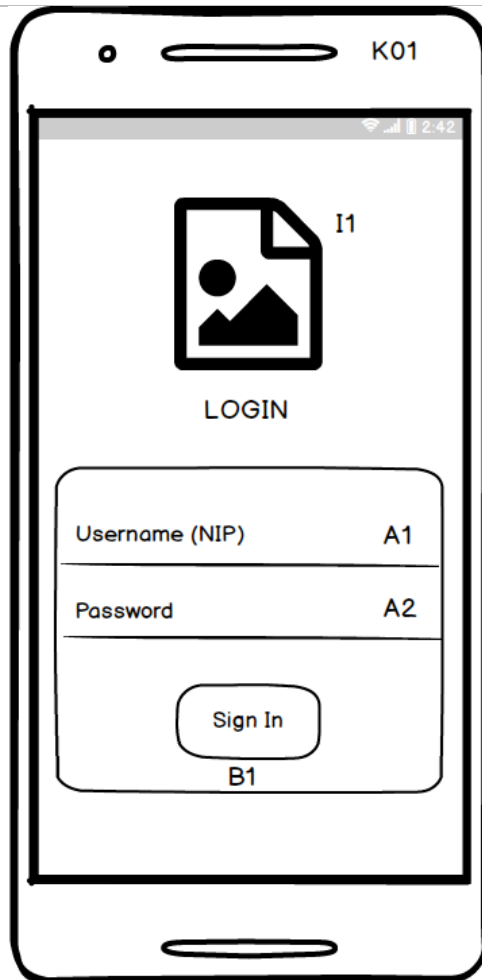 K01
2:42
I1
LOGIN
Username (NIP) A1
Password A2
Sign In
B1